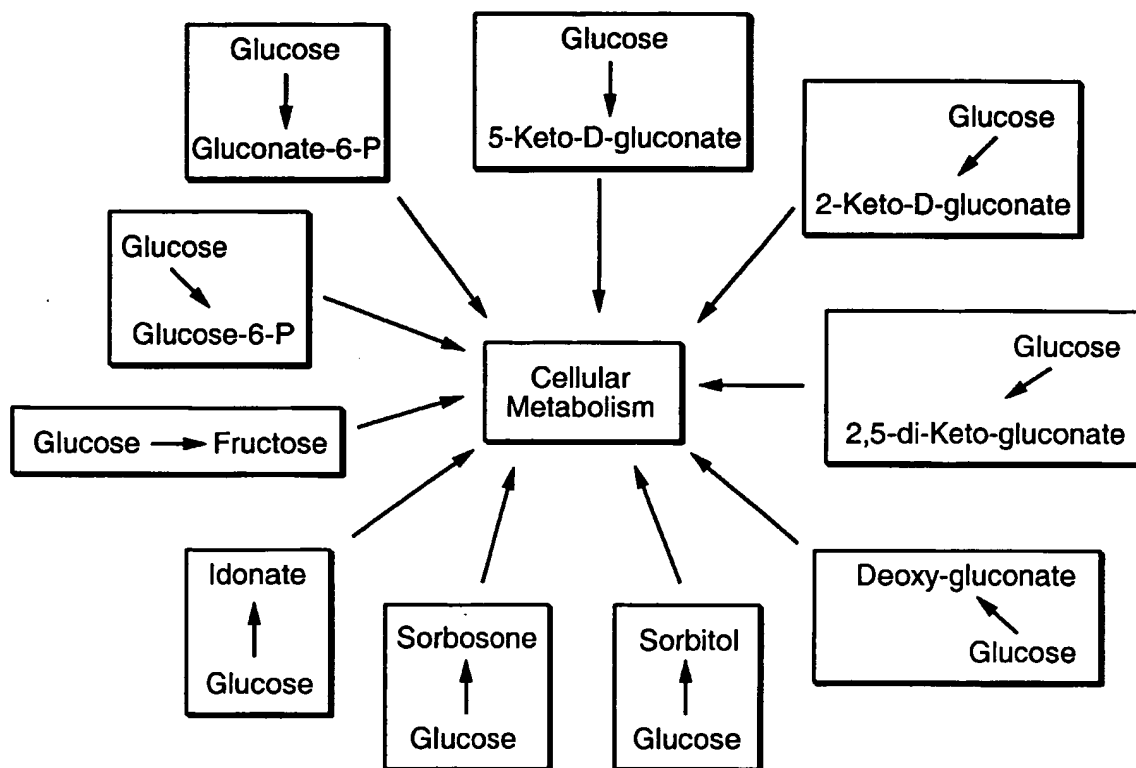 Glucose
Gluconate-6-P
Glucose
5-Keto-D-gluconate
Glucose
2-Keto-D-gluconate
Glucose
Glucose-6-P
Cellular
Metabolism
Glucose
2,5-di-Keto-gluconate
Glucose
Fructose
Idonate
Glucose
Sorbosone
Glucose
Sorbitol
Glucose
Deoxy-gluconate
Glucose